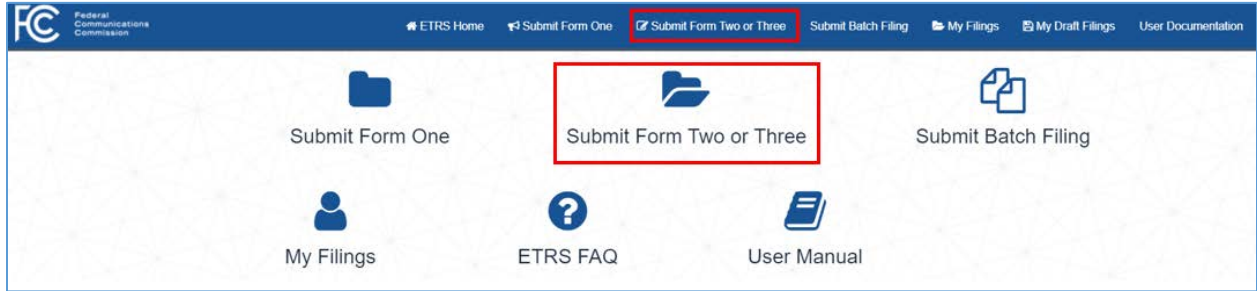 FCC Federal Communications Commission
ETRS Home Submit Form One Submit Form Two or Three Submit Batch Filing My Filings My Draft Filings User Documentation
Submit Form One Submit Form Two or Three Submit Batch Filing
My Filings ETRS FAQ User Manual